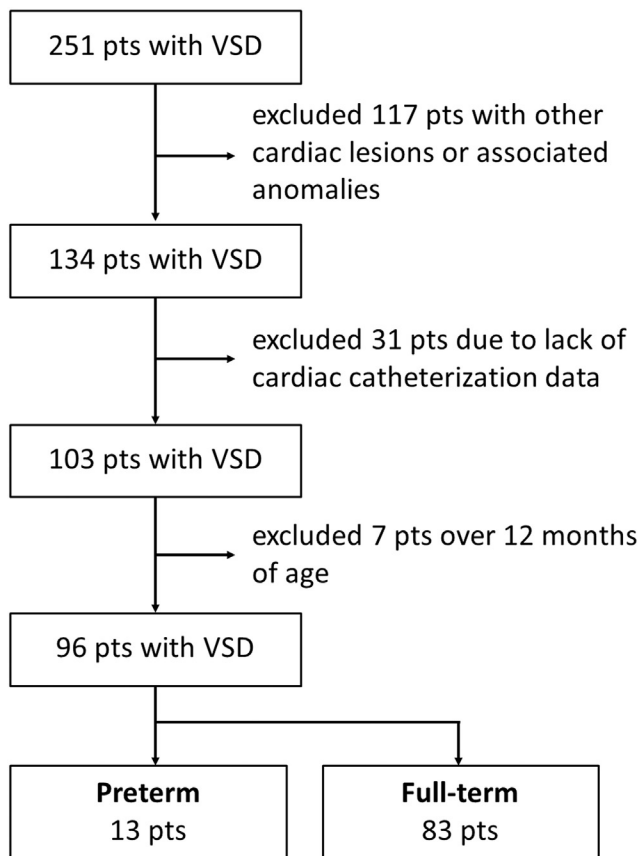 251 pts with VSD
excluded 117 pts with other
cardiac lesions or associated
anomalies
134 pts with VSD
excluded 31 pts due to lack of
cardiac catheterization data
103 pts with VSD
excluded 7 pts over 12 months
of age
96 pts with VSD
Preterm
13 pts
Full-term
83 pts